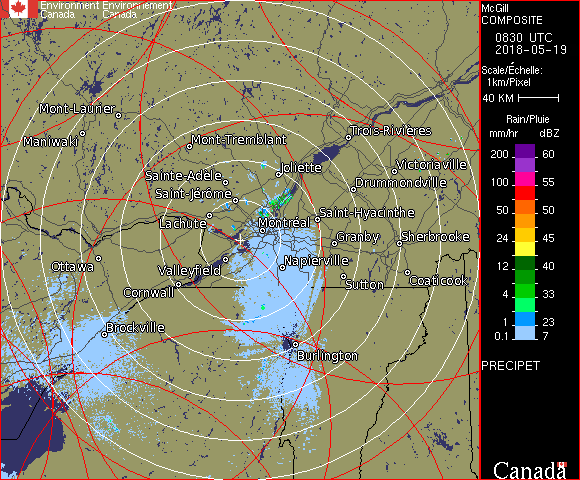 Environment Environnement
Canada Canada
McGill
COMPOSITE
0830 UTC
2018-05-19
Scale/Échelle:
1km/Pixel
40 KM
Rain/Pluie
mm/hr dBZ
200 60
100 55
50 50
24 45
12 40
4 33
1 23
0.1 7
PRECIPET
Canada
Mont-Laurier
Maniwaki
Mont-Tremblant
Trois-Rivières
Sainte-Adèle
Joliette
Victoriaville
Saint-Jérôme
Drummondville
Lachute
Montréal
Saint-Hyacinthe
Granby
Sherbrooke
Ottawa
Valleyfield
Napierville
Cornwall
Sutton
Coaticook
Brockville
Burlington